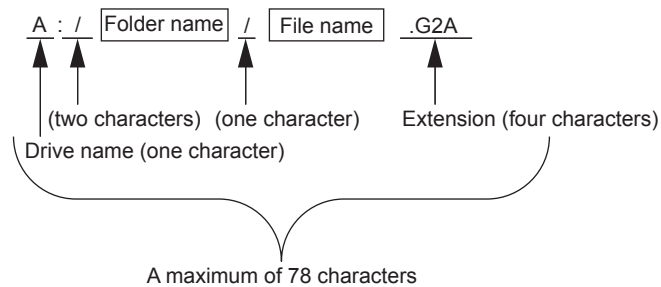 A : / Folder name / File name .G2A
(two characters) (one character) Extension (four characters)
Drive name (one character)
A maximum of 78 characters